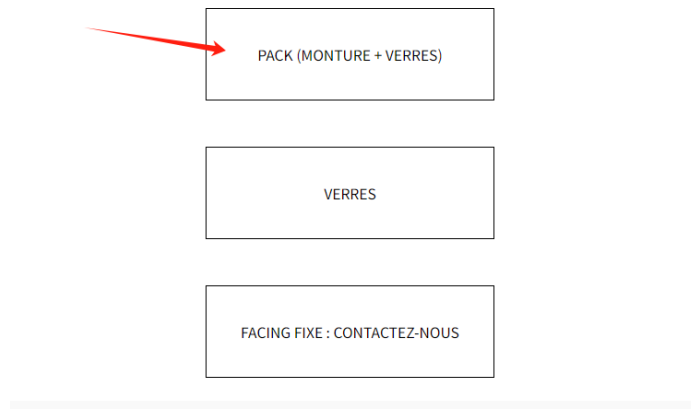 PACK (MONTURE + VERRES)
VERRES
FACING FIXE : CONTACTEZ-NOUS